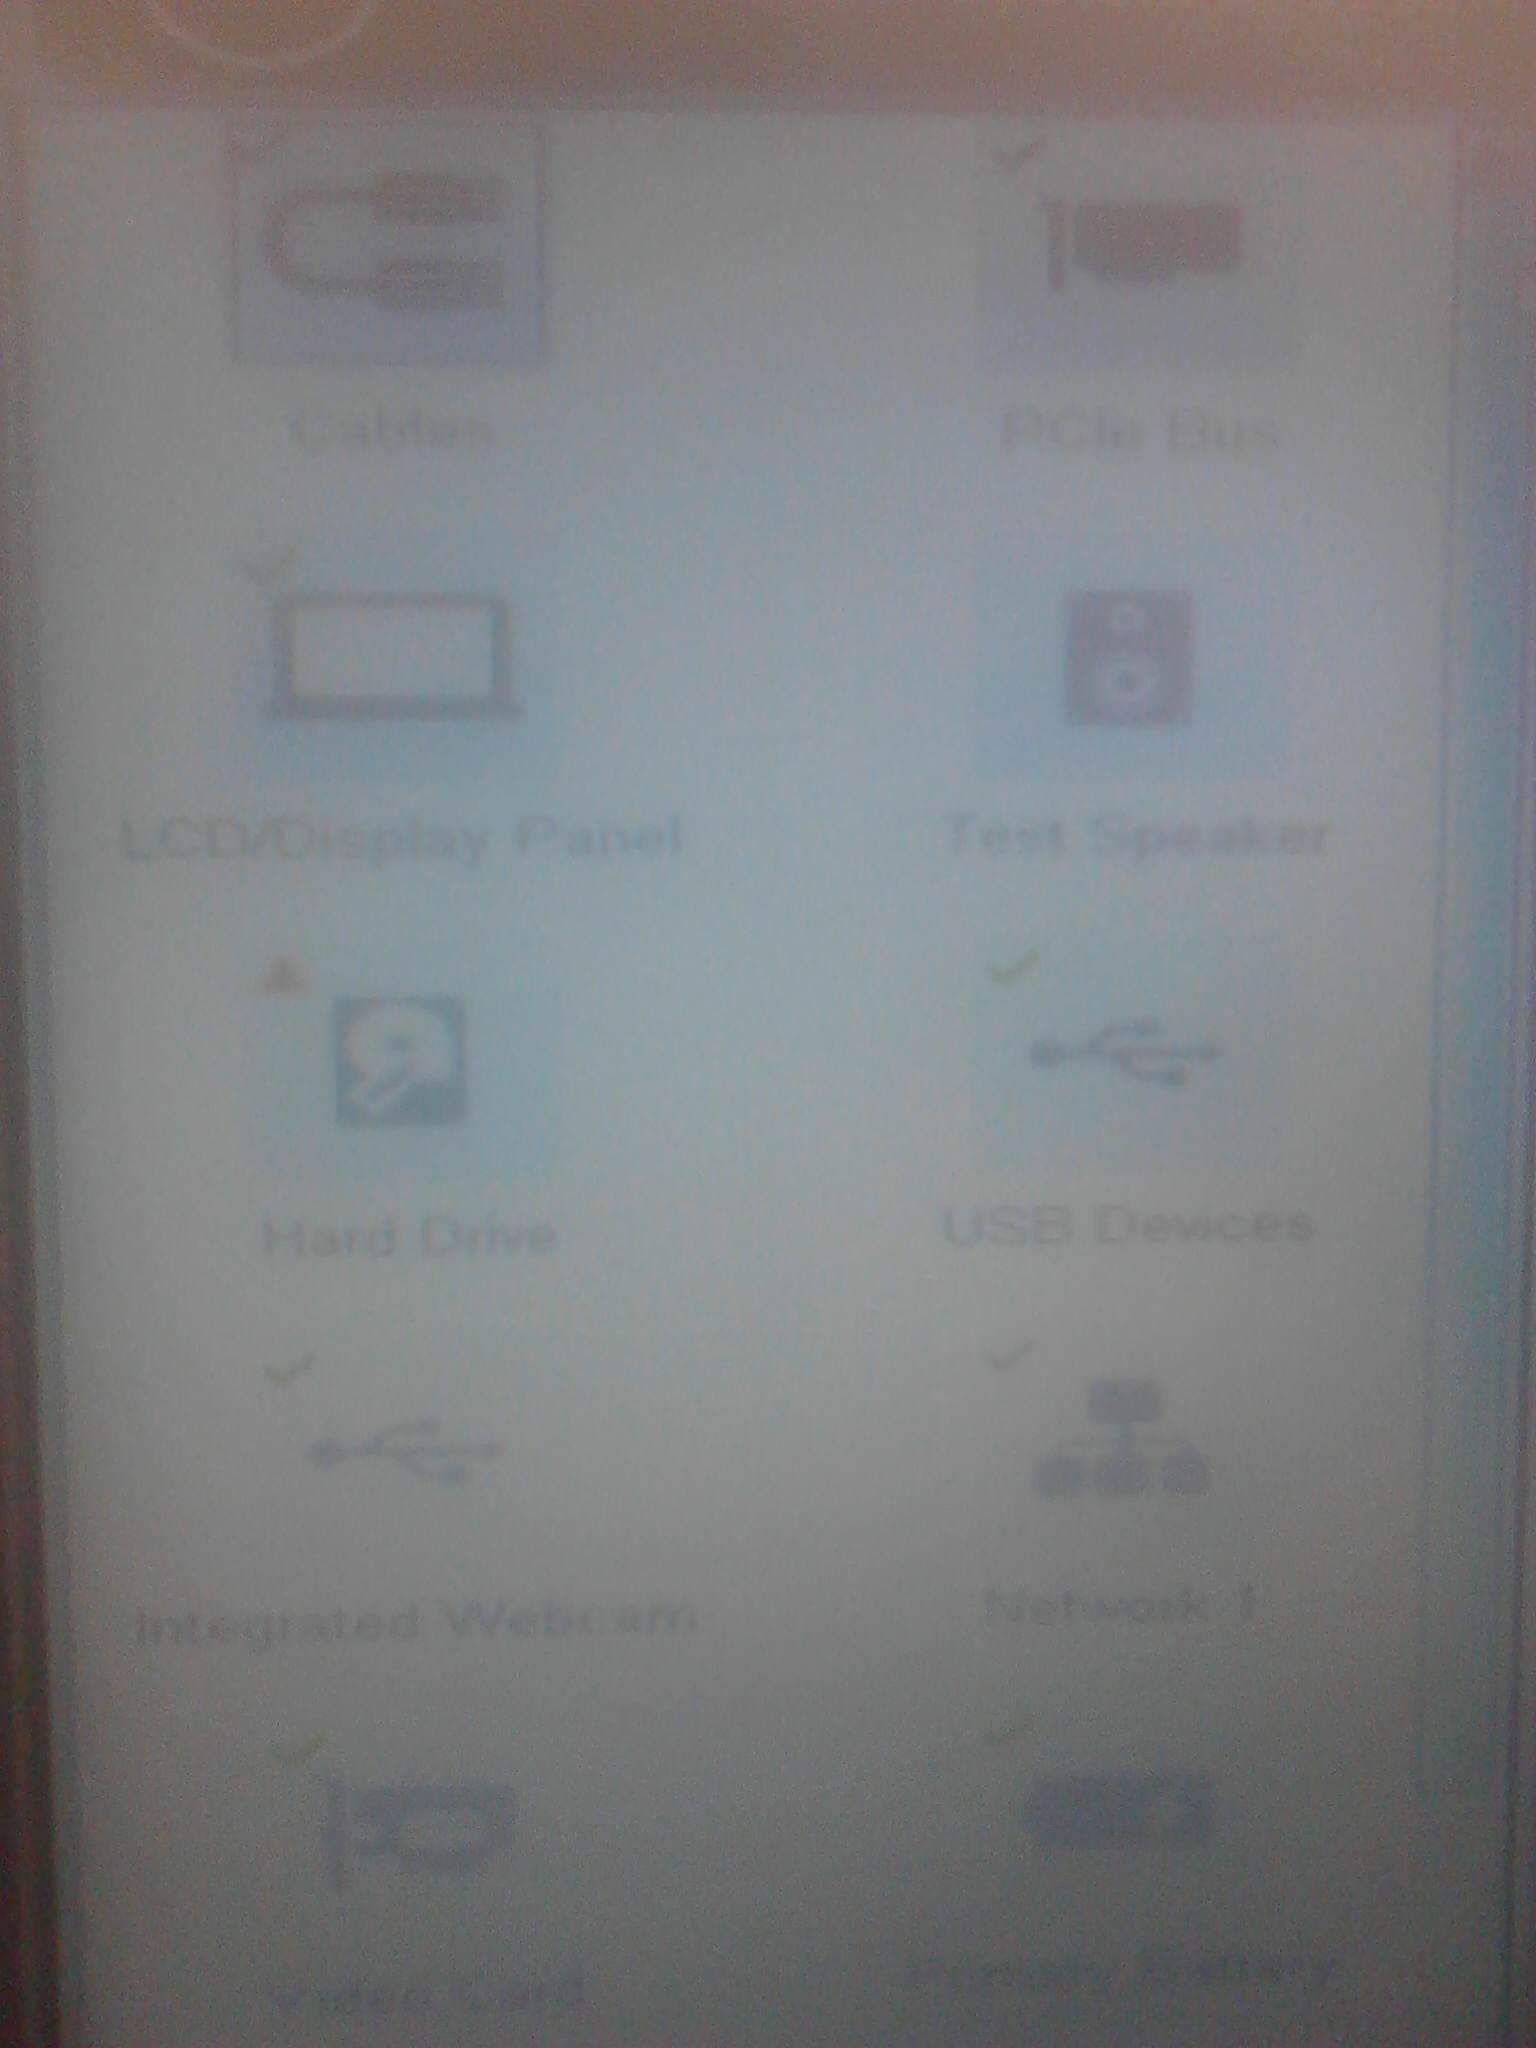 Cables
PCIe Bus
LCD/Display Panel
Test Speaker
Hard Drive
USB Devices
Integrated Webcam
Network 1
Video Card
Primary Battery